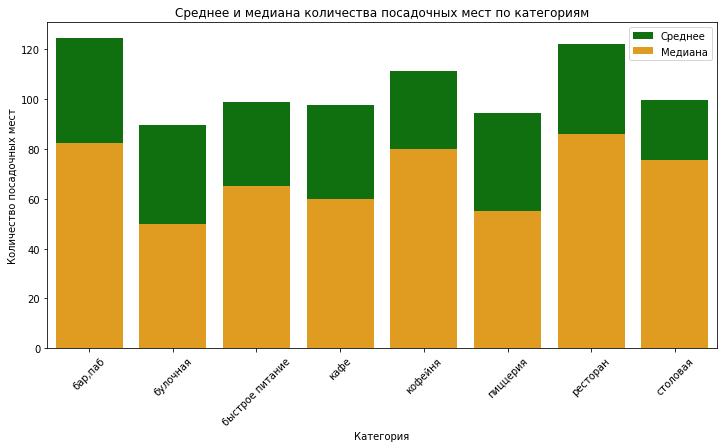 Среднее и медиана количества посадочных мест по категориям
Среднее
Медиана
Количество посадочных мест
120
100
80
60
40
20
0
бар,паб
булочная
быстрое питание
кафе
кофейня
пиццерия
ресторан
столовая
Категория